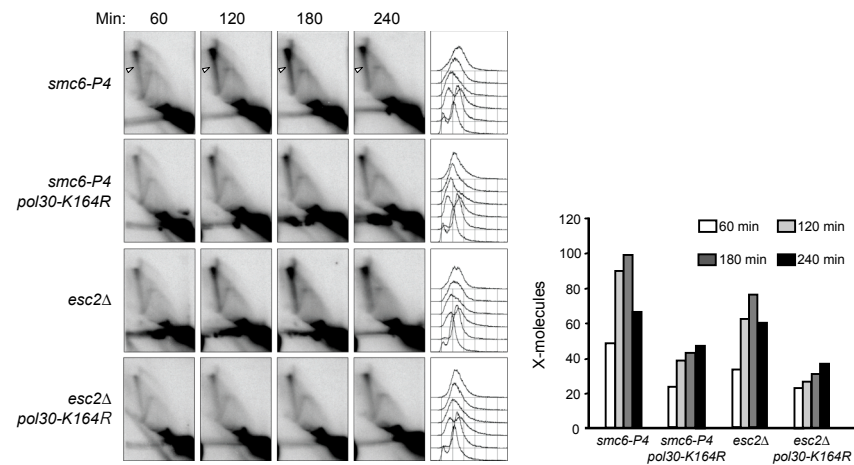 Min: 60 120 180 240
smc6-P4
smc6-P4
pol30-K164R
esc2Δ
esc2Δ
pol30-K164R
120
100
80
60
40
20
0
X-molecules
60 min
120 min
180 min
240 min
smc6-P4
smc6-P4
pol30-K164R
esc2Δ
esc2Δ
pol30-K164R